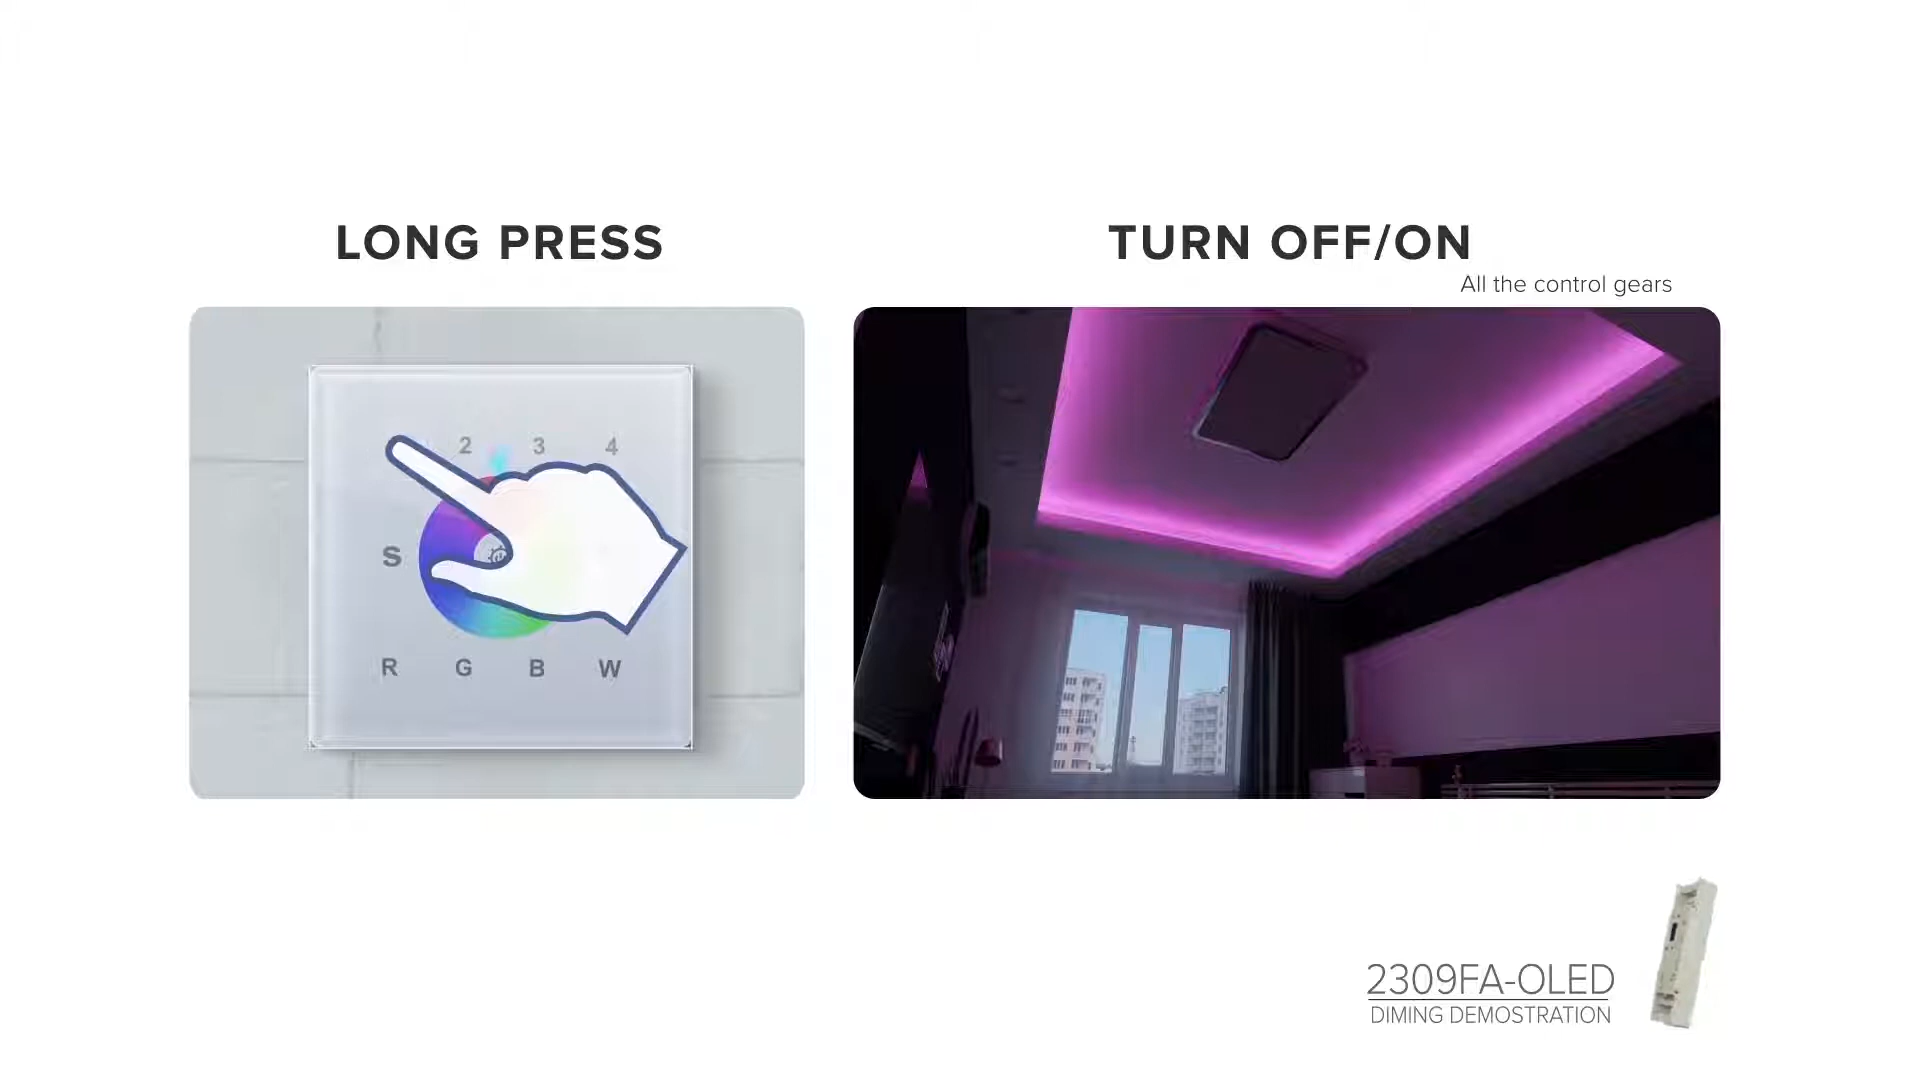 LONG PRESS
TURN OFF/ON
All the control gears
2 3 4
S
R G B W
2309FA-OLED
DIMING DEMOSTRATION